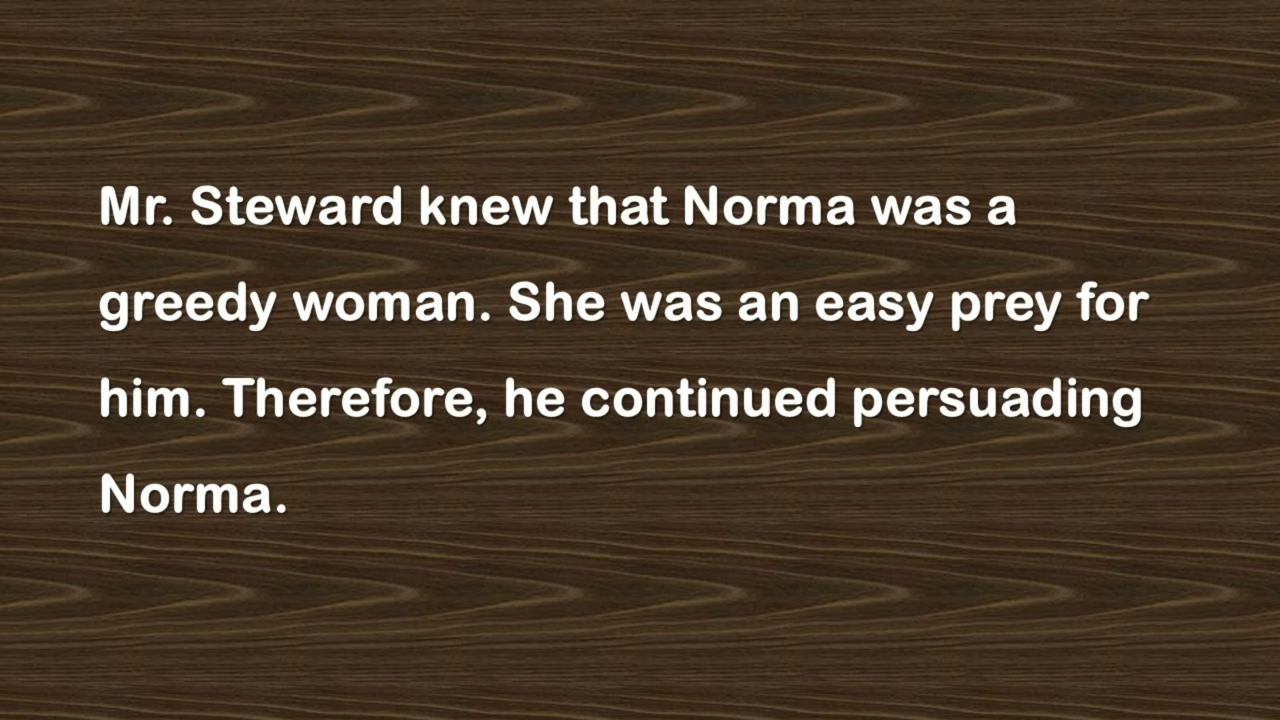 Mr. Steward knew that Norma was a
greedy woman. She was an easy prey for
him. Therefore, he continued persuading
Norma.